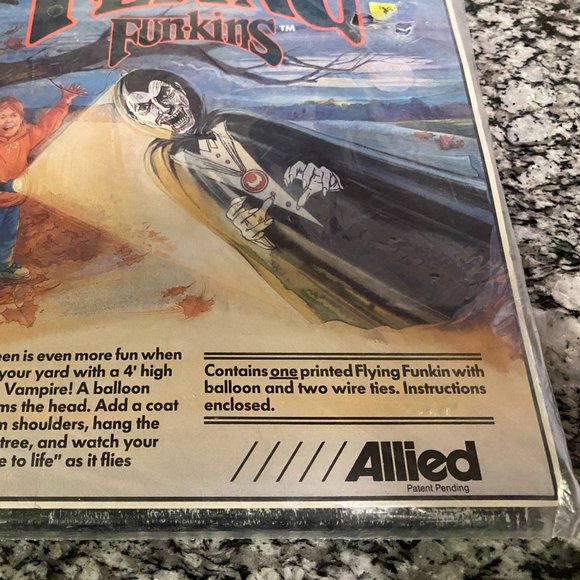 FLYING
FUN-KINS™
een is even more fun when
your yard with a 4' high
Vampire! A balloon
ms the head. Add a coat
n shoulders, hang the
tree, and watch your
e to life" as it flies
Contains one printed Flying Funkin with
balloon and two wire ties. Instructions
enclosed.
Allied
Patent Pending